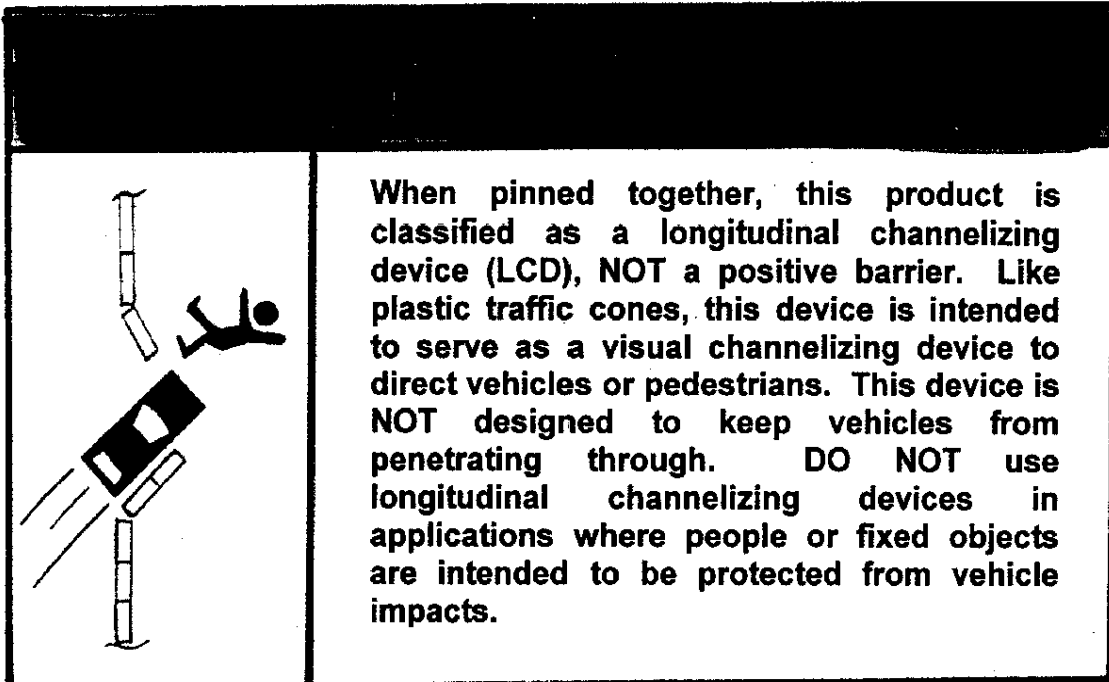 When pinned together, this product is
classified as a longitudinal channelizing
device (LCD), NOT a positive barrier. Like
plastic traffic cones, this device is intended
to serve as a visual channelizing device to
direct vehicles or pedestrians. This device is
NOT designed to keep vehicles from
penetrating through. DO NOT use
longitudinal channelizing devices in
applications where people or fixed objects
are intended to be protected from vehicle
impacts.